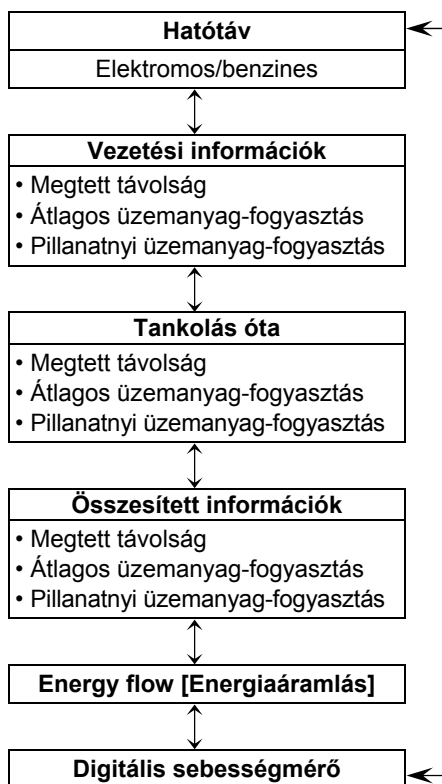 Hatótáv
Elektromos/benzines
Vezetési információk
• Megtett távolság
• Átlagos üzemanyag-fogyasztás
• Pillanatnyi üzemanyag-fogyasztás
Tankolás óta
• Megtett távolság
• Átlagos üzemanyag-fogyasztás
• Pillanatnyi üzemanyag-fogyasztás
Összesített információk
• Megtett távolság
• Átlagos üzemanyag-fogyasztás
• Pillanatnyi üzemanyag-fogyasztás
Energy flow [Energiaáramlás]
Digitális sebességmérő